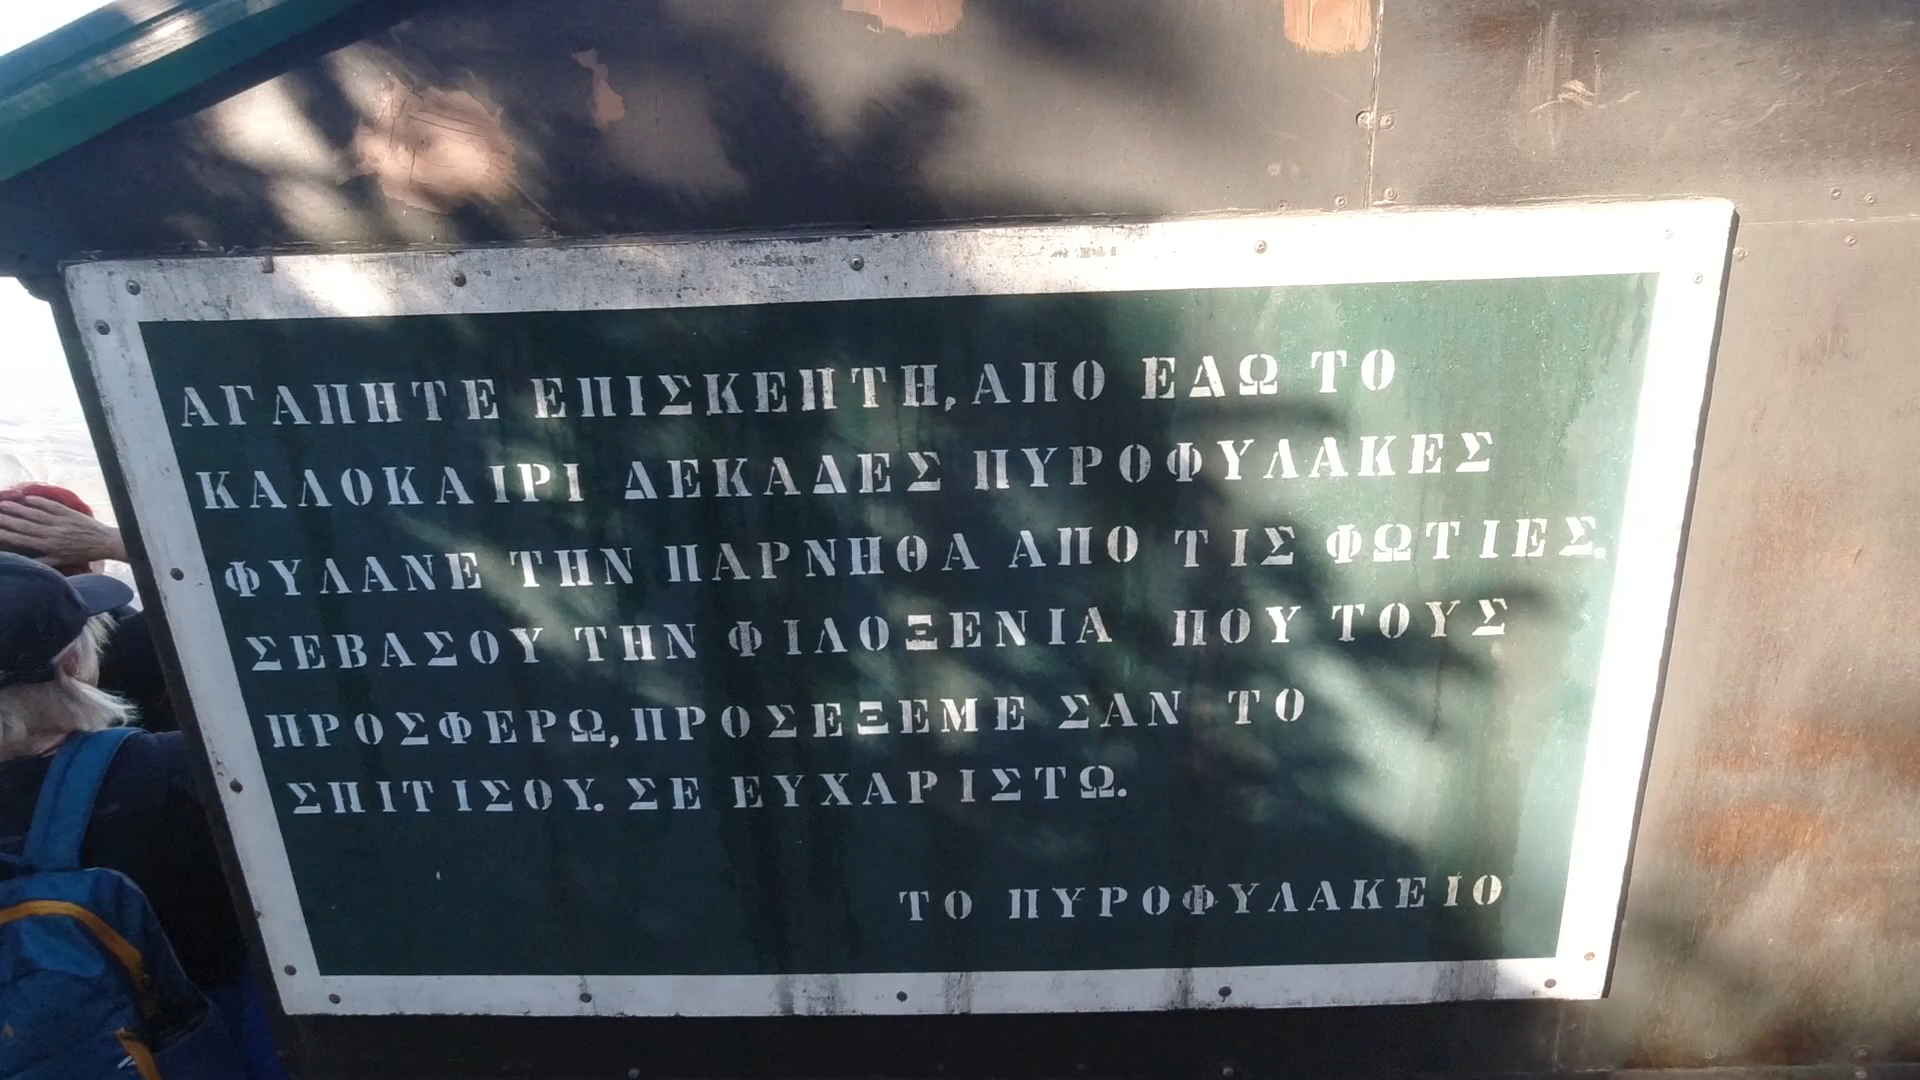 ΑΓΑΠΗΤΕ ΕΠΙΣΚΕΠΤΗ, ΑΠΟ ΕΔΩ ΤΟ
ΚΑΛΟΚΑΙΡΙ ΔΕΚΑΔΕΣ ΠΥΡΟΦΥΛΑΚΕΣ
ΦΥΛΑΝΕ ΤΗΝ ΠΑΡΝΗΘΑ ΑΠΟ ΤΙΣ ΦΩΤΙΕΣ.
ΣΕΒΑΣΟΥ ΤΗΝ ΦΙΛΟΞΕΝΙΑ ΠΟΥ ΤΟΥΣ
ΠΡΟΣΦΕΡΩ, ΠΡΟΣΕΞΕΜΕ ΣΑΝ ΤΟ
ΣΠΙΤΙΣΟΥ. ΣΕ ΕΥΧΑΡΙΣΤΩ.
ΤΟ ΠΥΡΟΦΥΛΑΚΕΙΟ